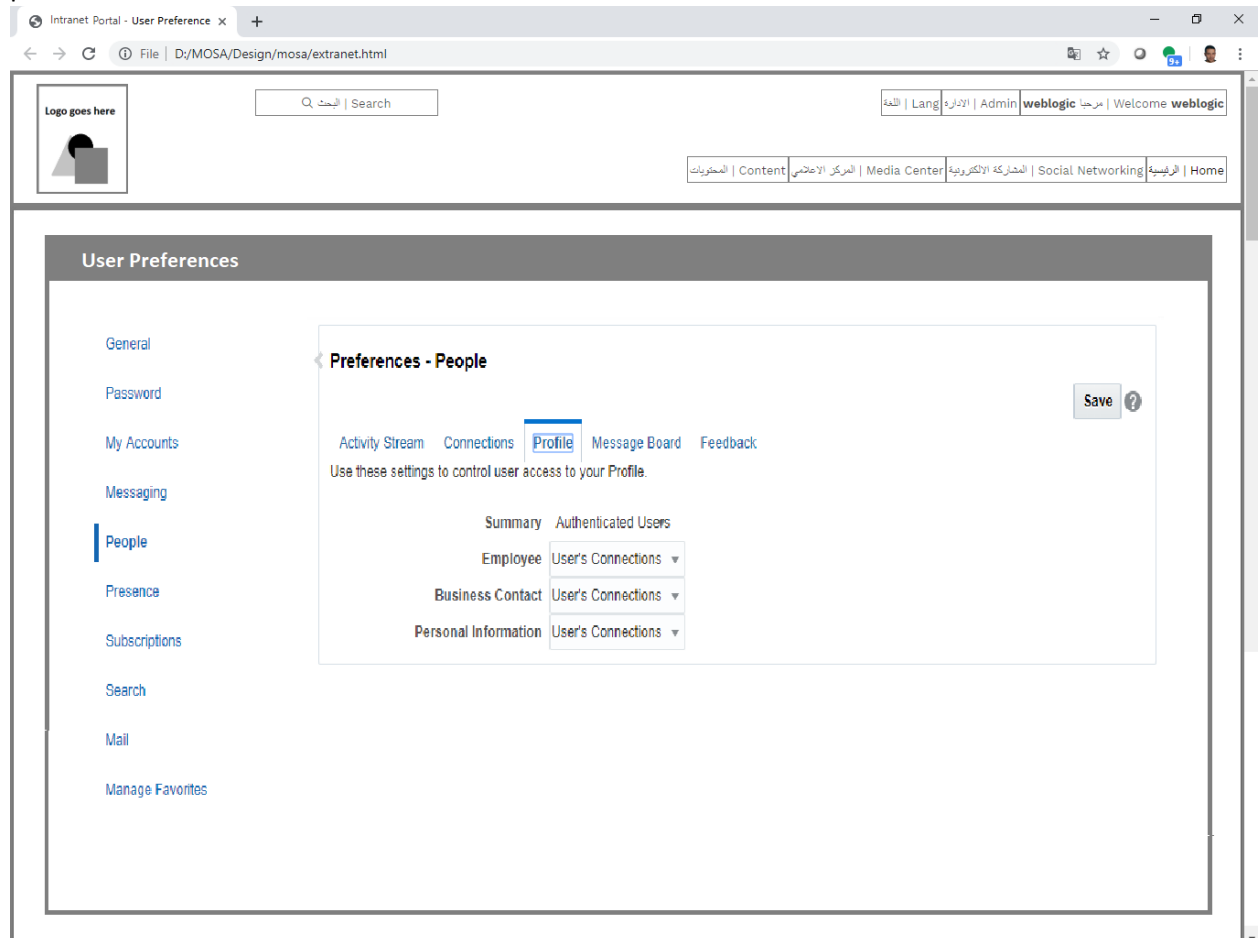 Intranet Portal - User Preference
File | D:/MOSA/Design/mosa/extranet.html
9+
Logo goes here
البحث | Search
اللغة | Lang
الادارة | Admin
مرحبا weblogic | Welcome weblogic
المحتويات | Content
المركز الاعلامي | Media Center
المشاركة الالكترونية | Social Networking
الرئيسية | Home
User Preferences
General
Password
My Accounts
Messaging
People
Presence
Subscriptions
Search
Mail
Manage Favorites
Preferences - People
Save
Activity Stream Connections Profile Message Board Feedback
Use these settings to control user access to your Profile.
Summary Authenticated Users
Employee User's Connections
Business Contact User's Connections
Personal Information User's Connections